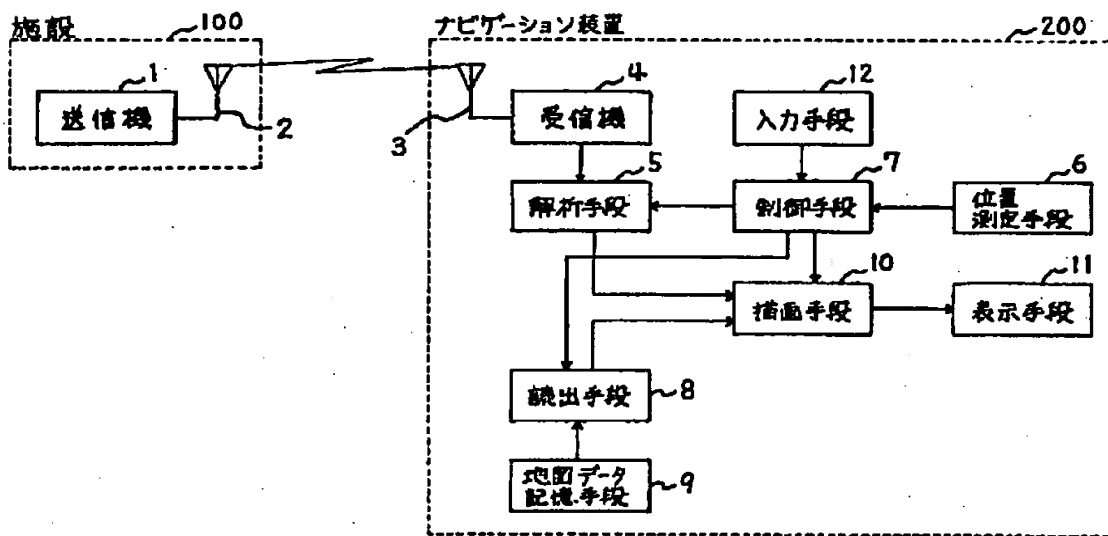 施設
100
ナビゲーション装置
200
1
送信機
2
3
4
受信機
12
入力手段
5
解析手段
7
制御手段
6
位置
測定手段
10
描画手段
11
表示手段
読出手段
8
地図データ
記憶手段
9